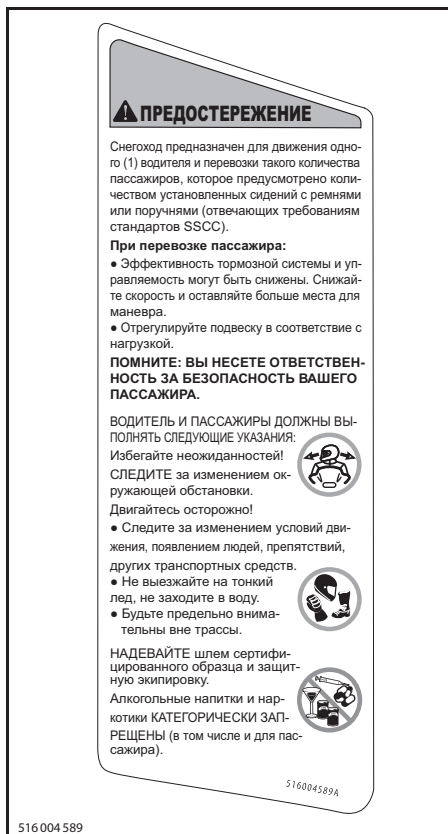 ПРЕДОСТЕРЕЖЕНИЕ
Снегоход предназначен для движения одно-
го (1) водителя и перевозки такого количества
пассажиров, которое предусмотрено коли-
чеством установленных сидений с ремнями
или поручнями (отвечающих требованиям
стандартов SSCC).
При перевозке пассажира:
● Эффективность тормозной системы и уп-
равляемость могут быть снижены. Снижай-
те скорость и оставляйте больше места для
маневра.
● Отрегулируйте подвеску в соответствие с
нагрузкой.
ПОМНИТЕ: ВЫ НЕСЕТЕ ОТВЕТСТВЕН-
НОСТЬ ЗА БЕЗОПАСНОСТЬ ВАШЕГО
ПАССАЖИРА.
ВОДИТЕЛЬ И ПАССАЖИРЫ ДОЛЖНЫ ВЫ-
ПОЛНЯТЬ СЛЕДУЮЩИЕ УКАЗАНИЯ:
Избегайте неожиданностей!
СЛЕДИТЕ за изменением ок-
ружающей обстановки.
Двигайтесь осторожно!
● Следите за изменением условий дви-
жения, появлением людей, препятствий,
других транспортных средств.
● Не выезжайте на тонкий
лед, не заходите в воду.
● Будьте предельно внима-
тельны вне трассы.
НАДЕВАЙТЕ шлем сертифи-
цированного образца и защит-
ную экипировку.
Алкогольные напитки и нар-
котики КАТЕГОРИЧЕСКИ ЗАП-
РЕЩЕНЫ (в том числе и для пас-
сажира).
516004589A
516 004 589